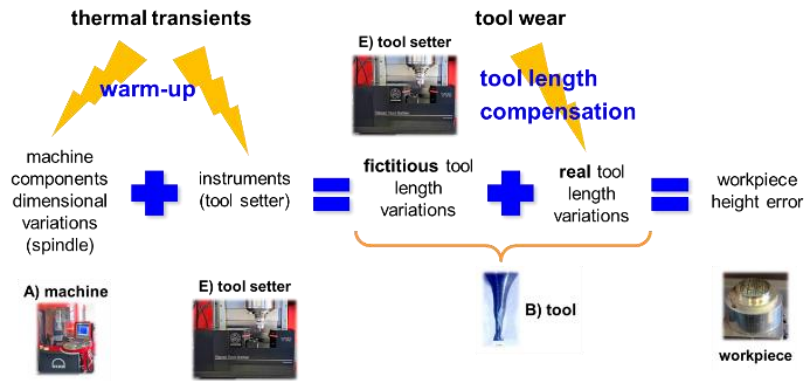 thermal transients
tool wear
E) tool setter
warm-up
tool length
compensation
machine
components
dimensional
variations
(spindle)
instruments
(tool setter)
fictitious tool
length
variations
real tool
length
variations
workpiece
height error
A) machine
E) tool setter
B) tool
workpiece